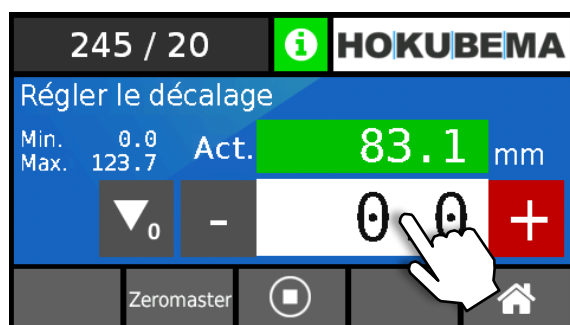 245 / 20 i HOKUBEMA
Régler le décalage
Min. 0.0
Max. 123.7
Act. 83.1 mm
0 - 0.0 +
Zeromaster